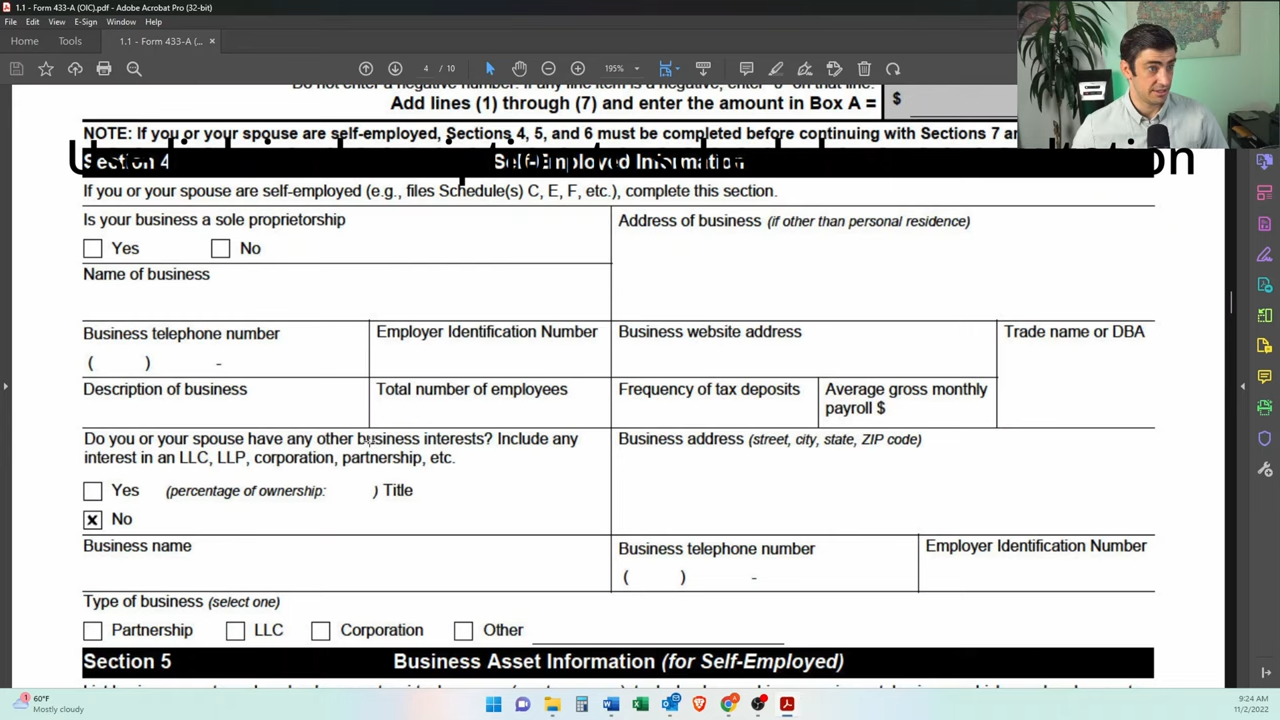 1.1 - Form 433-A (OIC).pdf - Adobe Acrobat Pro (32-bit)
File Edit View E-Sign Window Help
Home Tools 1.1 - Form 433-A (... ×
4 / 10 195%
Add lines (1) through (7) and enter the amount in Box A = $
NOTE: If you or your spouse are self-employed, Sections 4, 5, and 6 must be completed before continuing with Sections 7 and
Section 4 Self-Employed Information
If you or your spouse are self-employed (e.g., files Schedule(s) C, E, F, etc.), complete this section.
Is your business a sole proprietorship
Yes No
Address of business (if other than personal residence)
Name of business
Business telephone number
( ) -
Employer Identification Number
Business website address
Trade name or DBA
Description of business
Total number of employees
Frequency of tax deposits
Average gross monthly
payroll $
Do you or your spouse have any other business interests? Include any
interest in an LLC, LLP, corporation, partnership, etc.
Yes (percentage of ownership: ) Title
x No
Business address (street, city, state, ZIP code)
Business name
Business telephone number
( ) -
Employer Identification Number
Type of business (select one)
Partnership LLC Corporation Other
Section 5 Business Asset Information (for Self-Employed)
1
60°F
Mostly cloudy
9:24 AM
11/2/2022